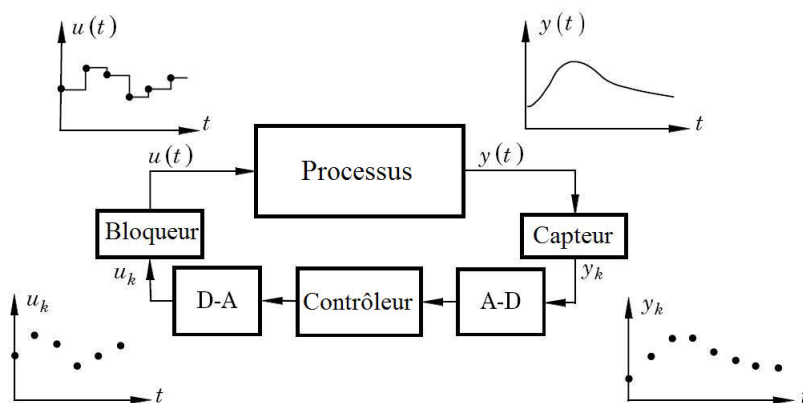 u(t)
t
y(t)
t
u(t)
Processus
y(t)
Bloqueur
Capteur
u_k
y_k
D-A
Contrôleur
A-D
u_k
t
y_k
t